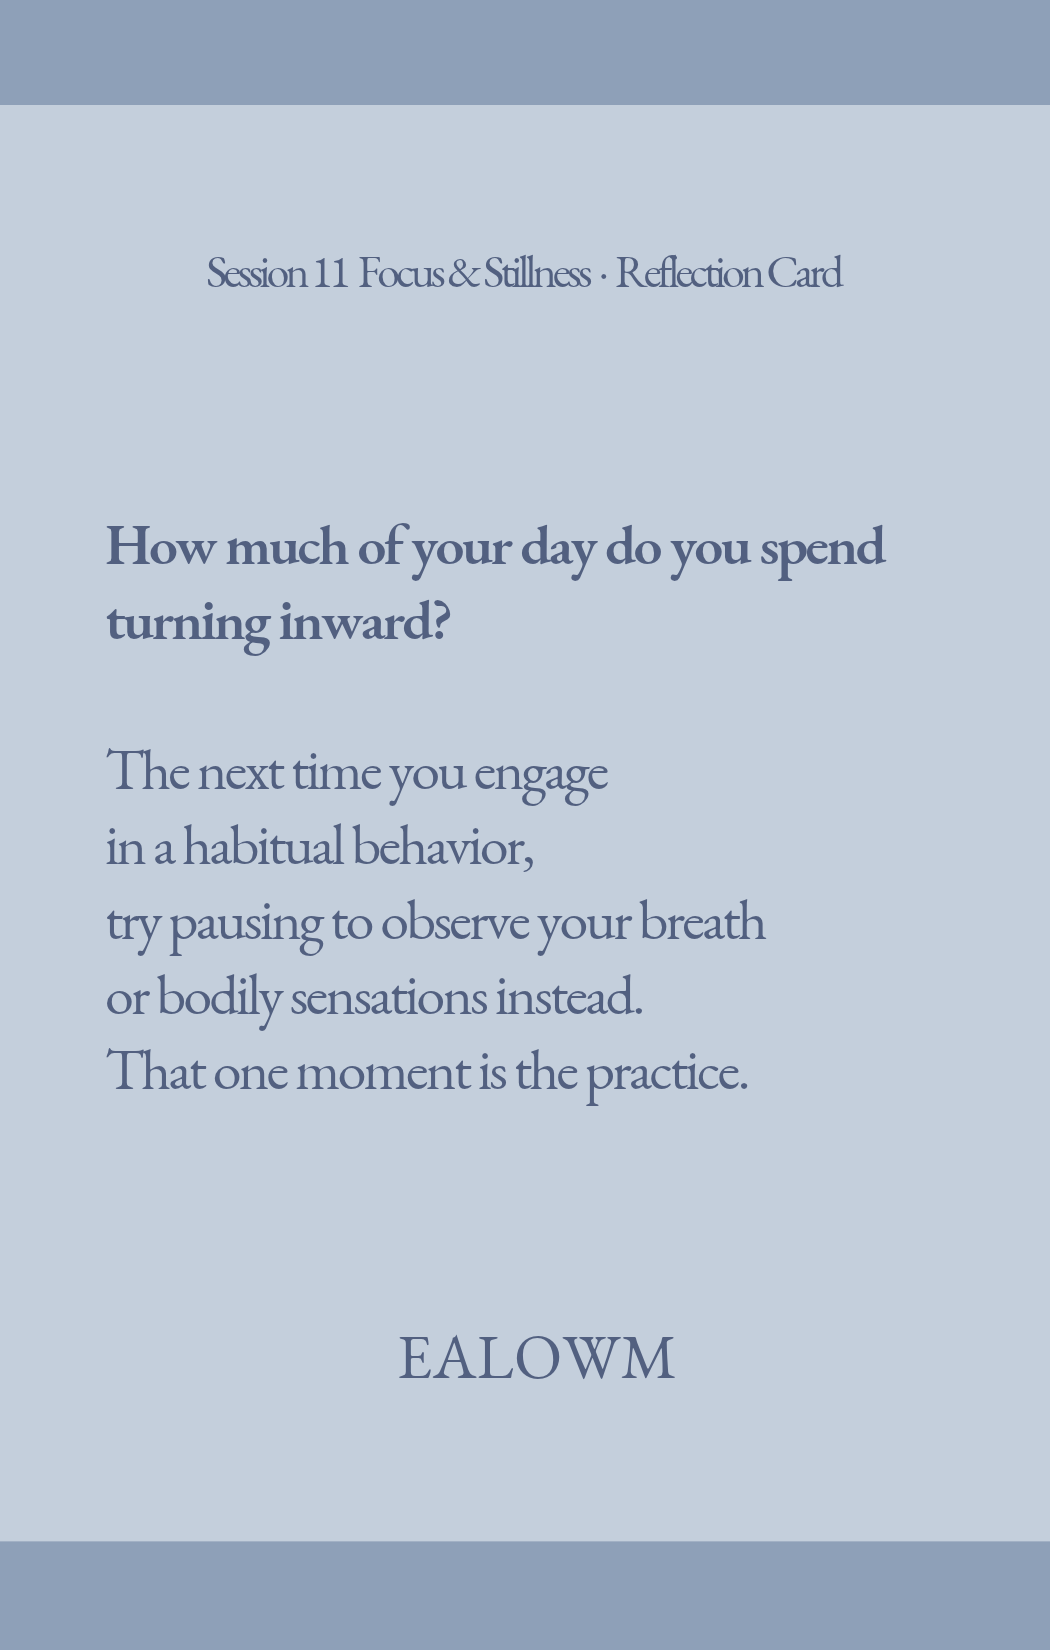 Session 11 Focus & Stillness · Reflection Card
How much of your day do you spend
turning inward?
The next time you engage
in a habitual behavior,
try pausing to observe your breath
or bodily sensations instead.
That one moment is the practice.
EALOWM